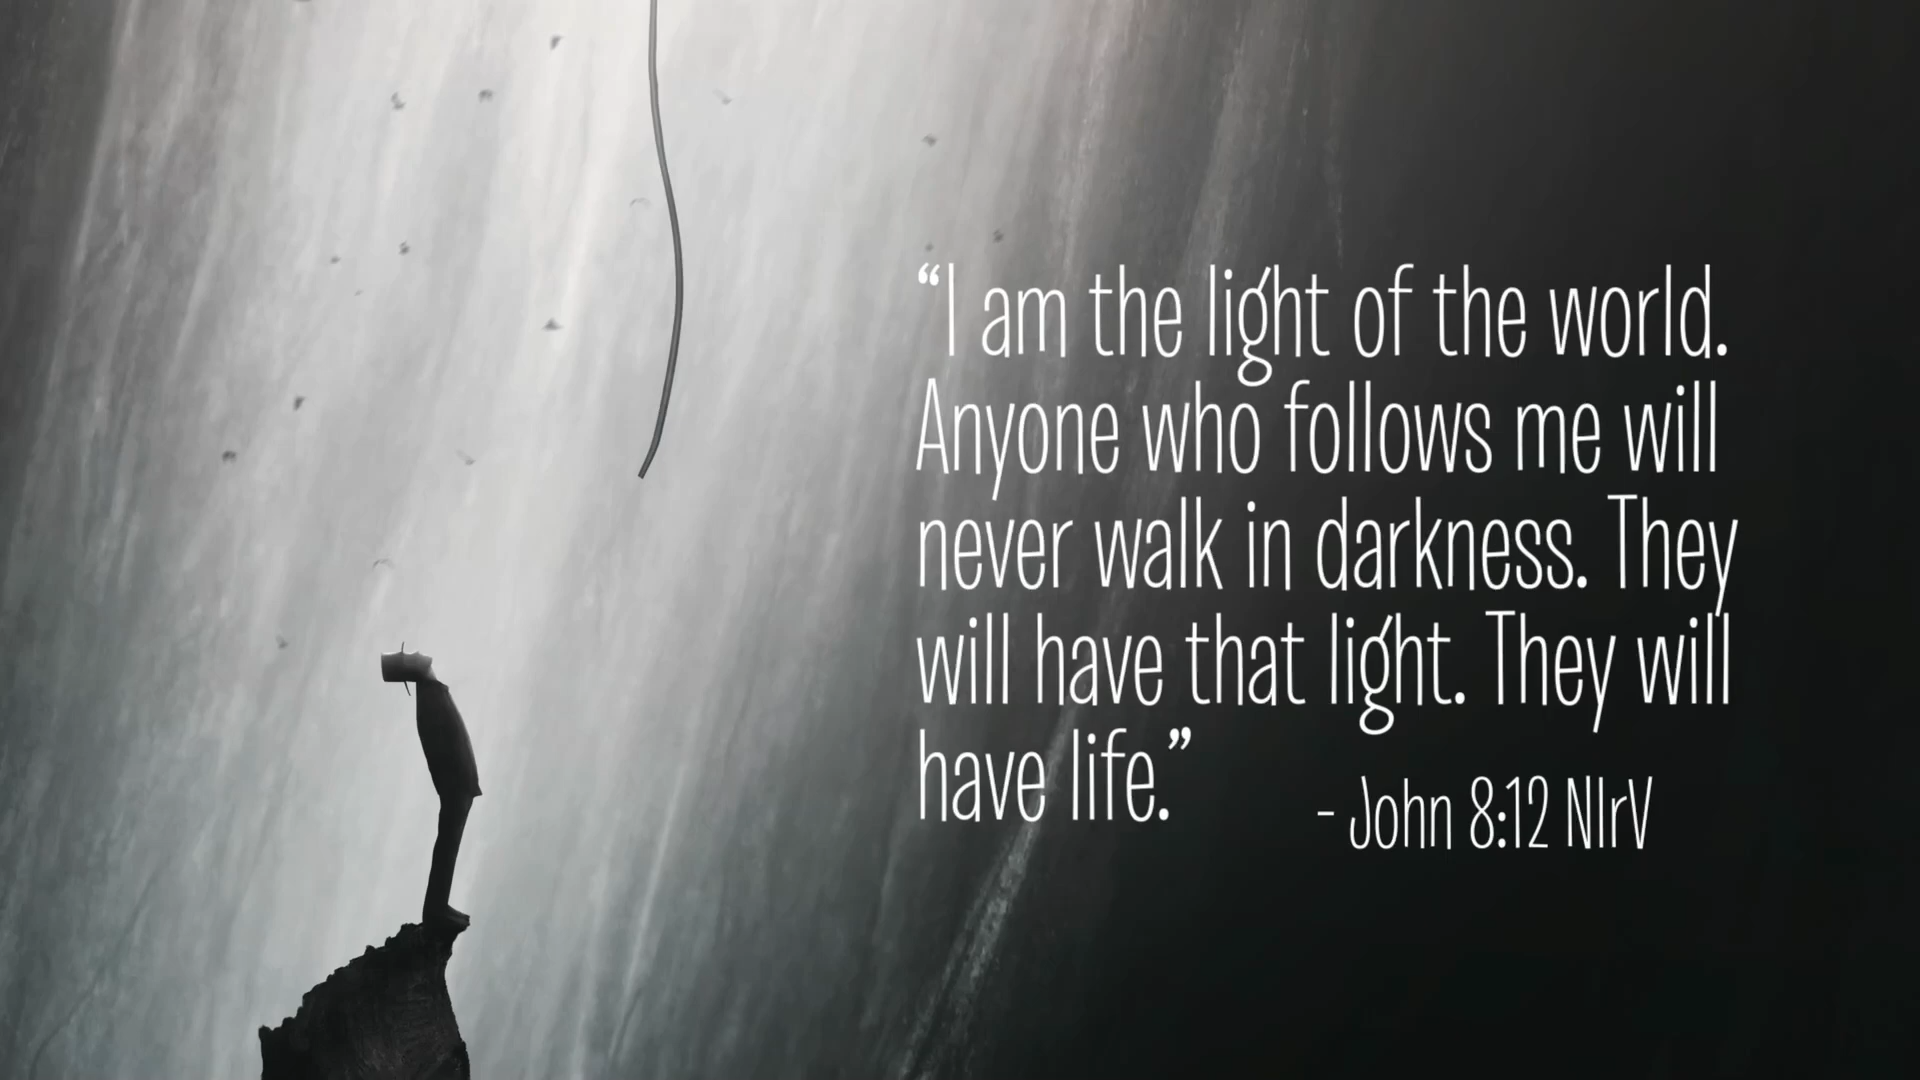 “I am the light of the world.
Anyone who follows me will
never walk in darkness. They
will have that light. They will
have life.”
- John 8:12 NIrV